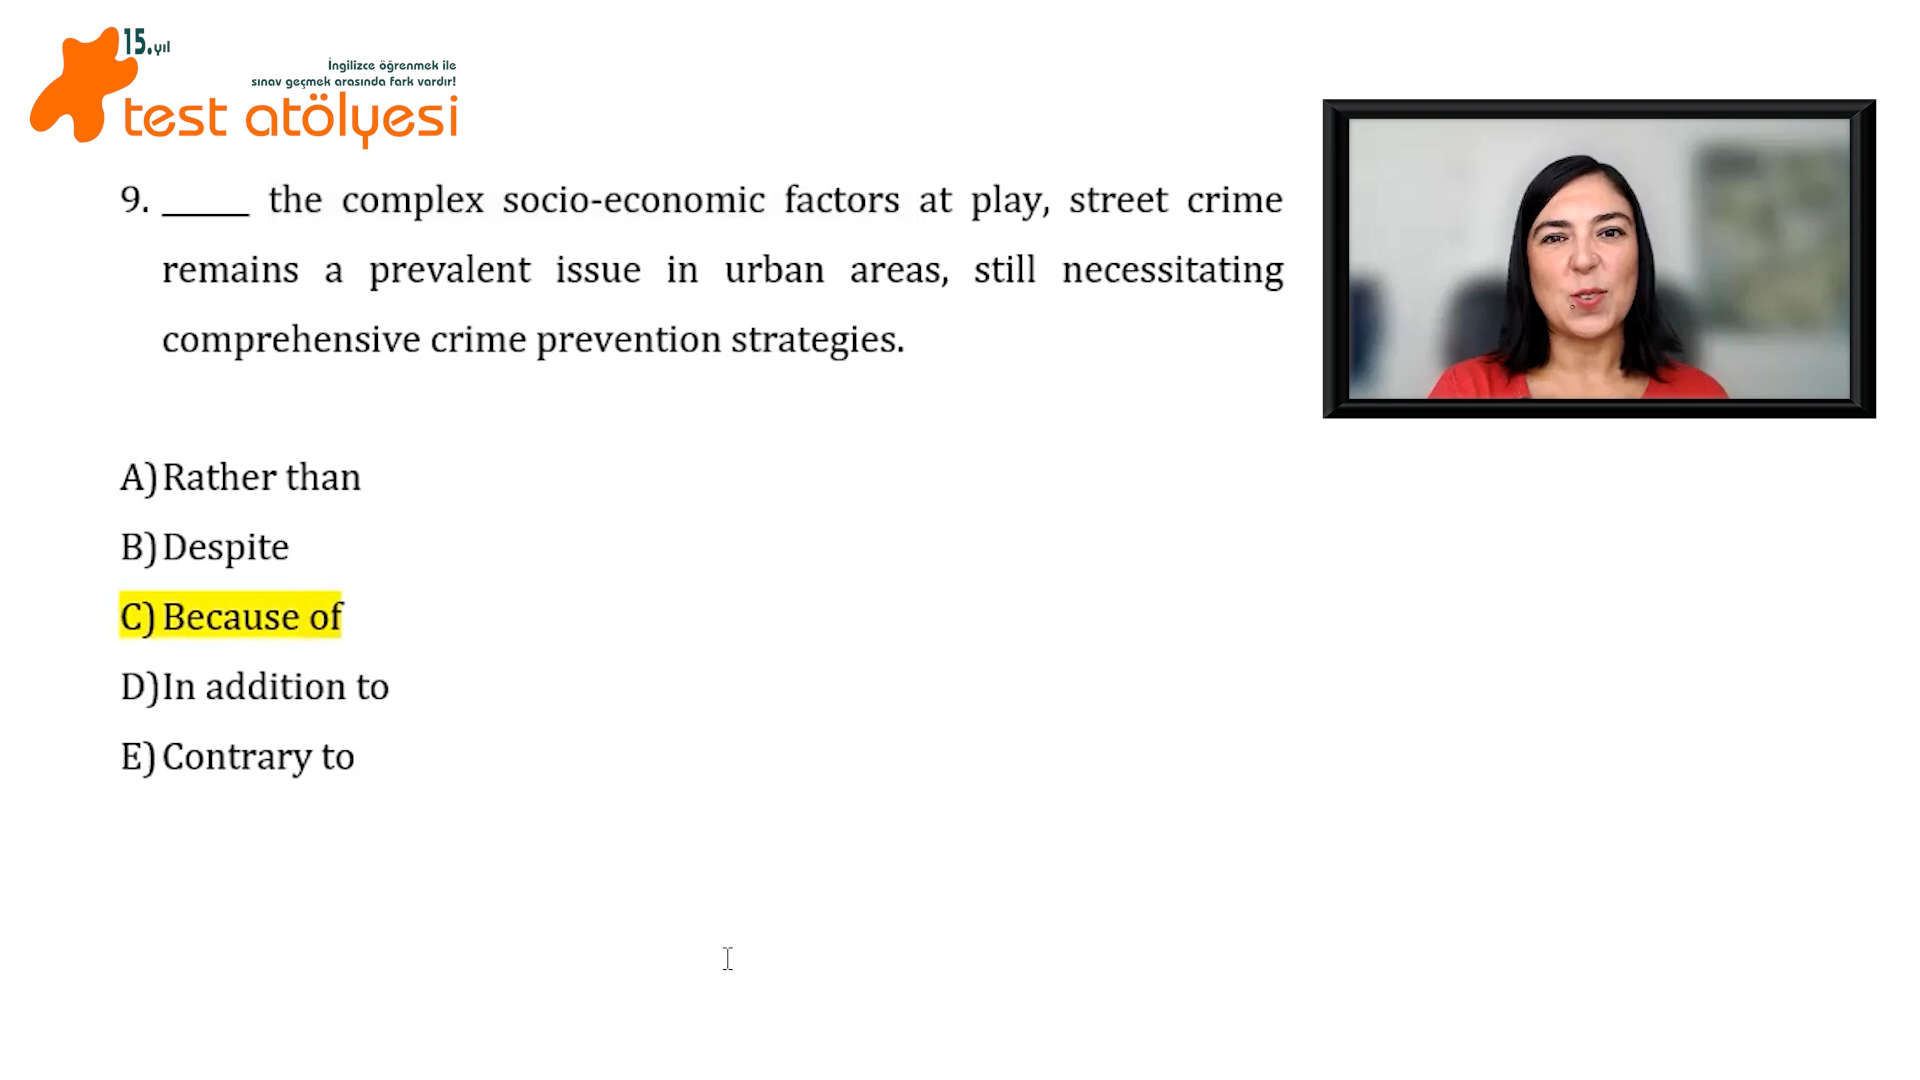 15.yıl
İngilizce öğrenmek ile
sınav geçmek arasında fark vardır!
test atölyesi
9. _____ the complex socio-economic factors at play, street crime
remains a prevalent issue in urban areas, still necessitating
comprehensive crime prevention strategies.
A) Rather than
B) Despite
C) Because of
D) In addition to
E) Contrary to